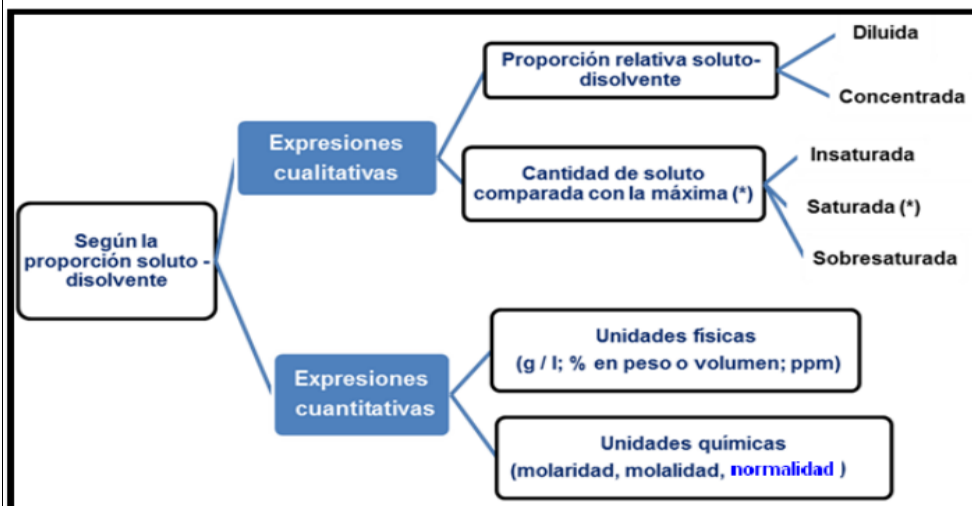 Según la
proporción soluto -
disolvente
Expresiones
cualitativas
Proporción relativa soluto-
disolvente
Diluida
Concentrada
Cantidad de soluto
comparada con la máxima (*)
Insaturada
Saturada (*)
Sobresaturada
Expresiones
cuantitativas
Unidades físicas
(g / l; % en peso o volumen; ppm)
Unidades químicas
(molaridad, molalidad, normalidad )